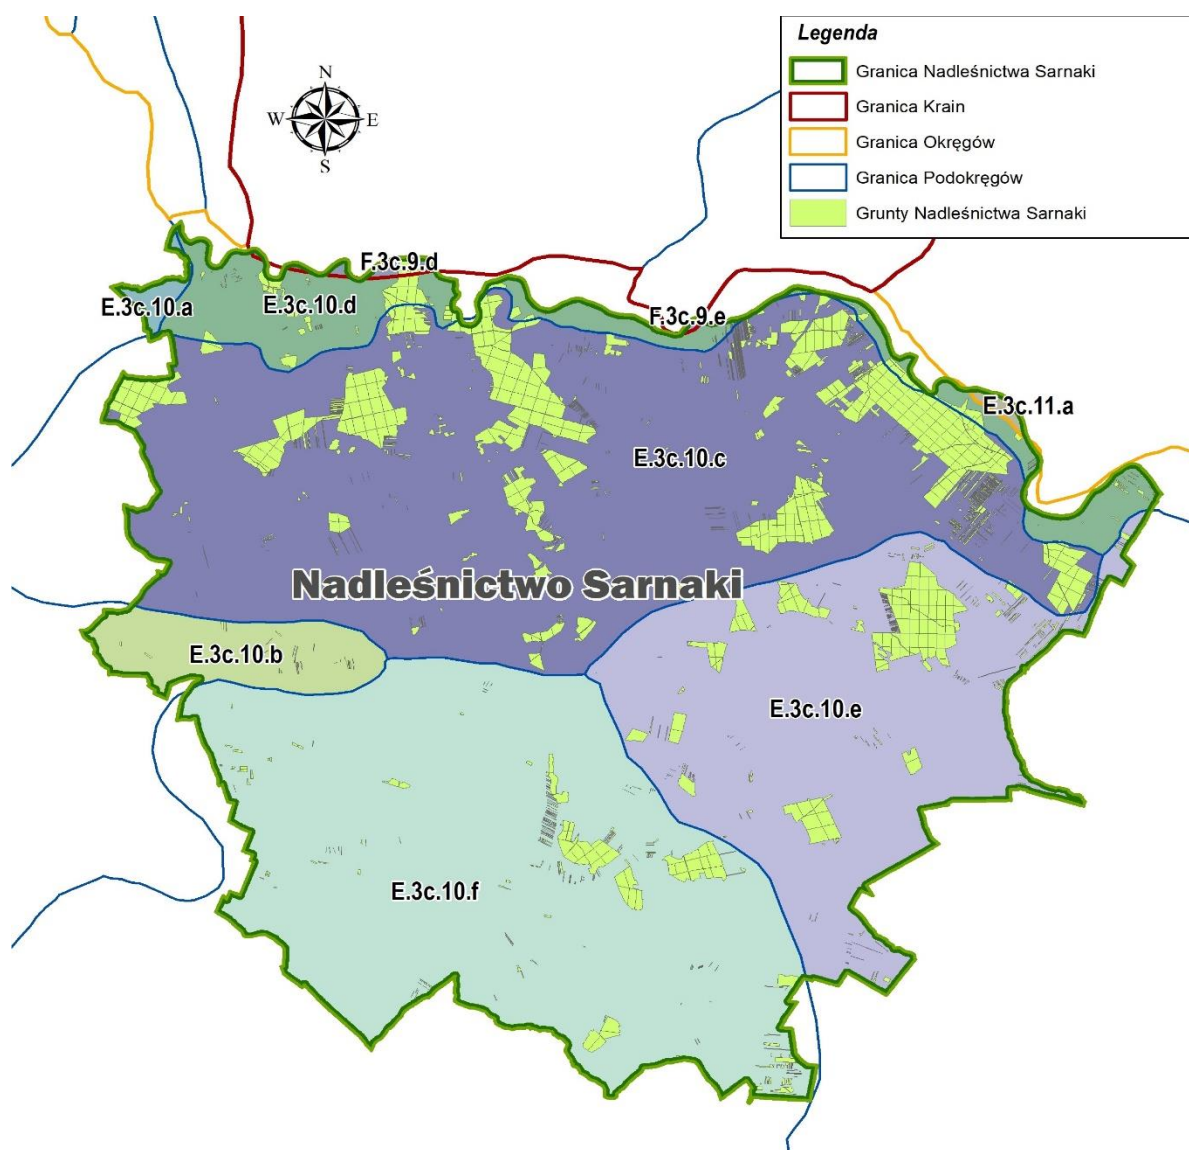 Legenda
Granica Nadleśnictwa Sarnaki
Granica Krain
Granica Okręgów
Granica Podokręgów
Grunty Nadleśnictwa Sarnaki
N
W E
S
F.3c.9.d
E.3c.10.a
E.3c.10.d
F.3c.9.e
E.3c.11.a
E.3c.10.c
Nadleśnictwo Sarnaki
E.3c.10.b
E.3c.10.e
E.3c.10.f